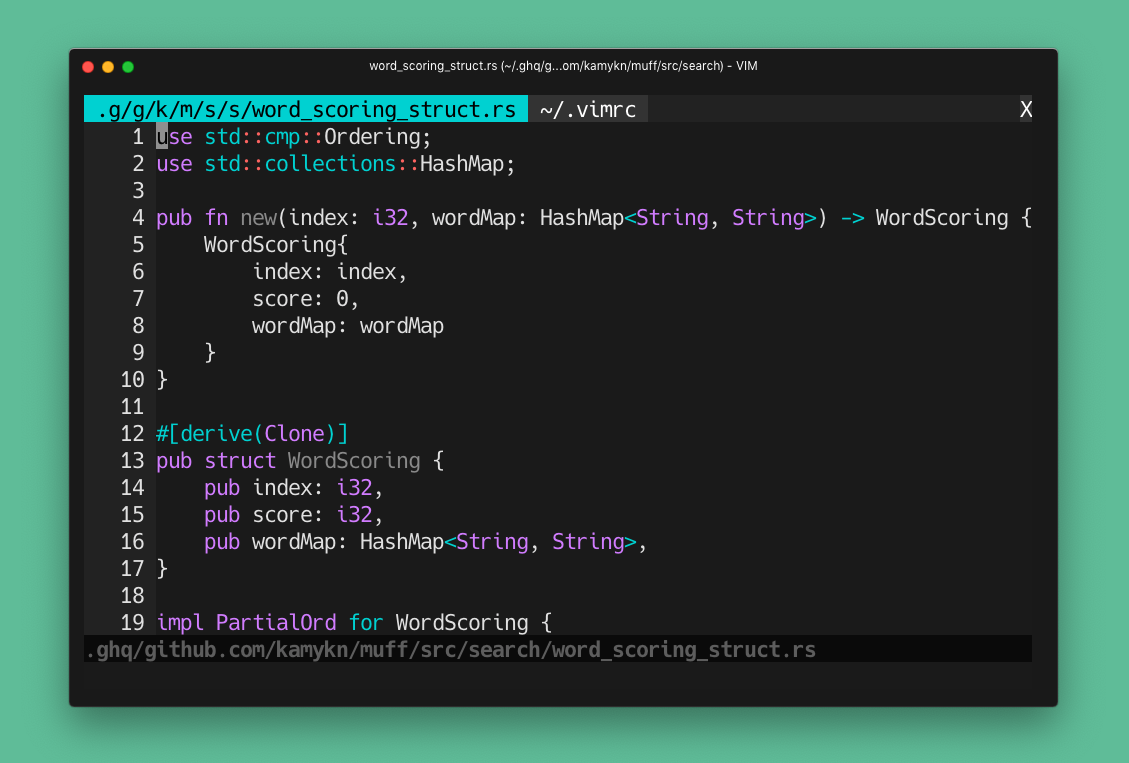 word_scoring_struct.rs (~/.ghq/g...om/kamykn/muff/src/search) - VIM
.g/g/k/m/s/s/word_scoring_struct.rs ~/.vimrc X
1 use std::cmp::Ordering;
2 use std::collections::HashMap;
3
4 pub fn new(index: i32, wordMap: HashMap<String, String>) -> WordScoring {
5     WordScoring{
6         index: index,
7         score: 0,
8         wordMap: wordMap
9     }
10 }
11
12 #[derive(Clone)]
13 pub struct WordScoring {
14     pub index: i32,
15     pub score: i32,
16     pub wordMap: HashMap<String, String>,
17 }
18
19 impl PartialOrd for WordScoring {
.ghq/github.com/kamykn/muff/src/search/word_scoring_struct.rs